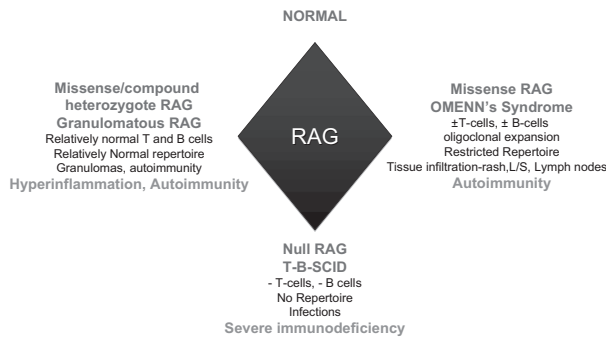 NORMAL
Missense/compound
heterozygote RAG
Granulomatous RAG
Relatively normal T and B cells
Relatively Normal repertoire
Granulomas, autoimmunity
Hyperinflammation, Autoimmunity
RAG
Missense RAG
OMENN's Syndrome
±T-cells, ± B-cells
oligoclonal expansion
Restricted Repertoire
Tissue infiltration-rash,L/S, Lymph nodes
Autoimmunity
Null RAG
T-B-SCID
- T-cells, - B cells
No Repertoire
Infections
Severe immunodeficiency